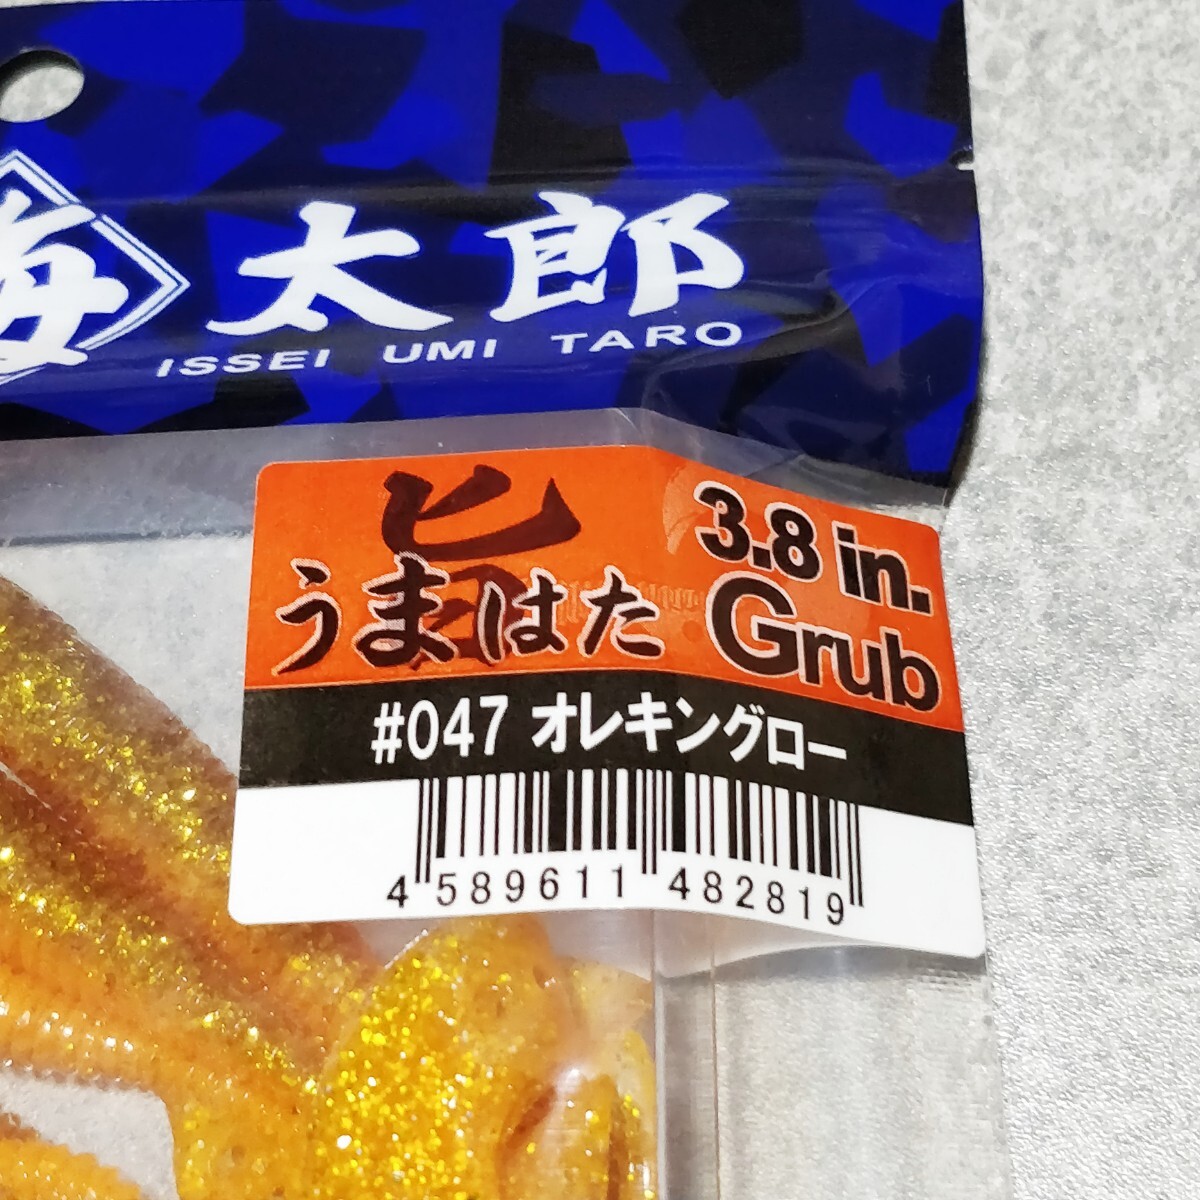 海太郎
ISSEI UMI TARO
旨
うまはた
3.8 in.
Grub
#047 オレキングロー
4 589611 482819